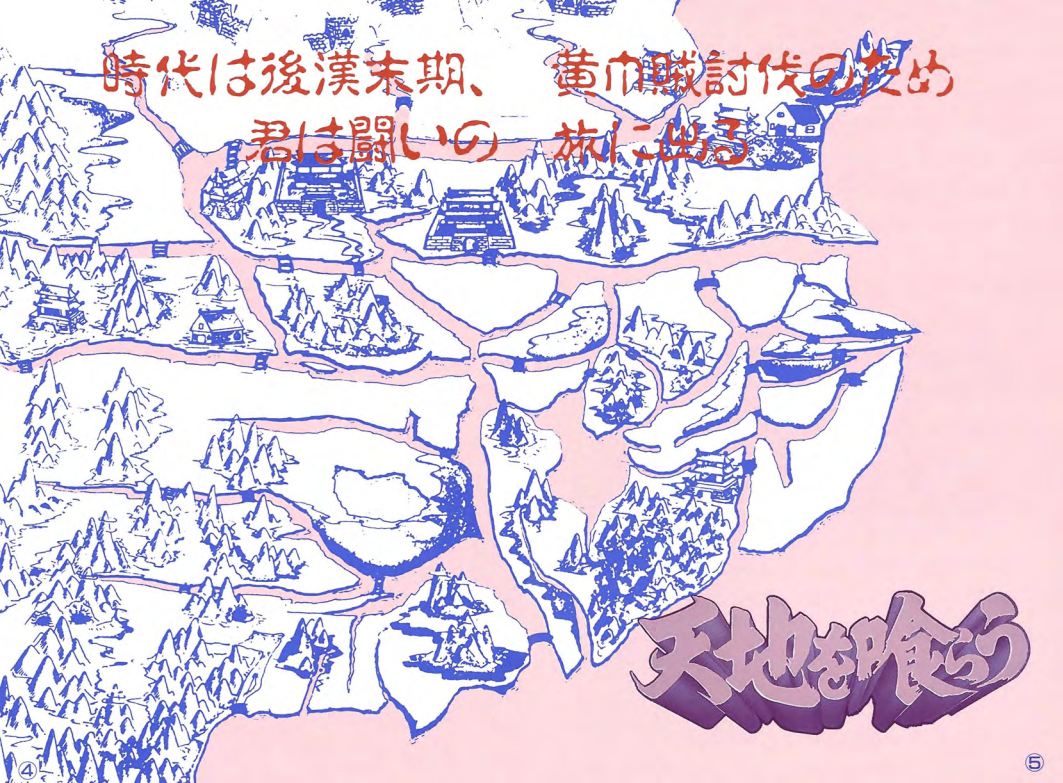 時代は後漢末期、 黄巾賊討伐のため
君は闘いの 旅に出る
天地を喰らう
④
⑤